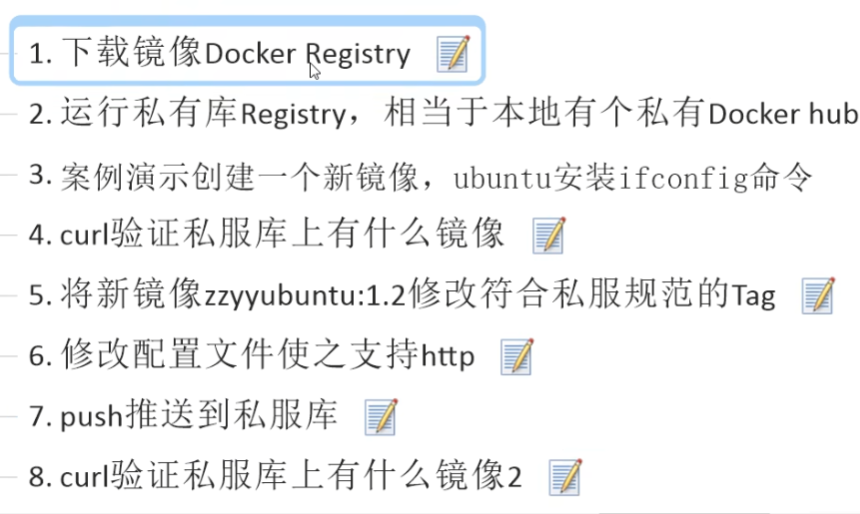 1. 下载镜像Docker Registry
2. 运行私有库Registry，相当于本地有个私有Docker hub
3. 案例演示创建一个新镜像，ubuntu安装ifconfig命令
4. curl验证私服库上有什么镜像
5. 将新镜像zzyyubuntu:1.2修改符合私服规范的Tag
6. 修改配置文件使之支持http
7. push推送到私服库
8. curl验证私服库上有什么镜像2